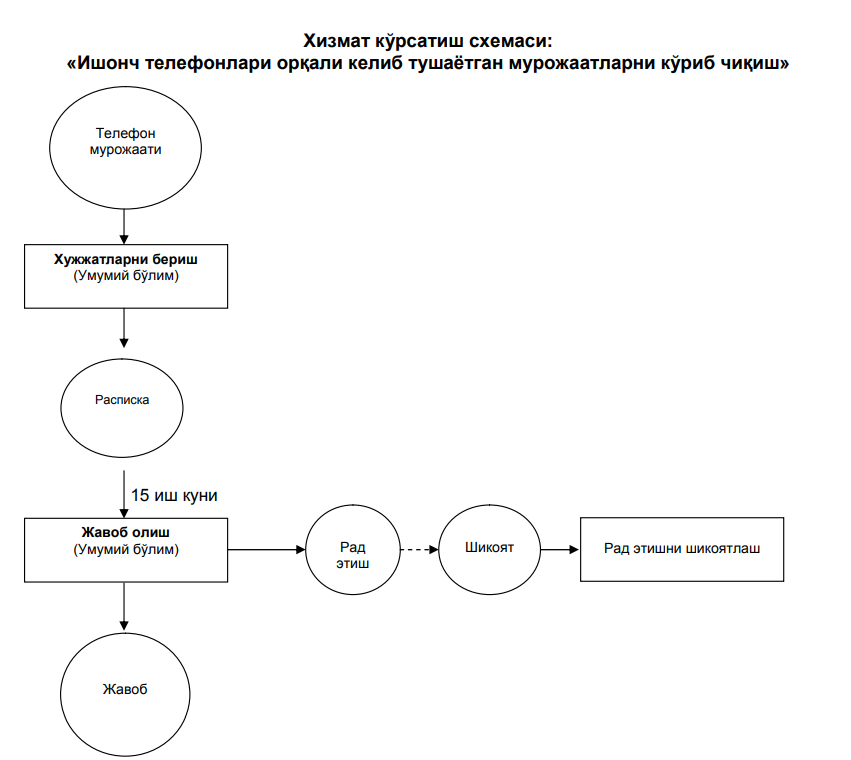 Хизмат кўрсатиш схемаси:
«Ишонч телефонлари орқали келиб тушаётган мурожаатларни кўриб чиқиш»
Телефон
мурожаати
Хужжатларни бериш
(Умумий бўлим)
Расписка
15 иш куни
Жавоб олиш
(Умумий бўлим)
Рад
этиш
Шикоят
Рад этишни шикоятлаш
Жавоб